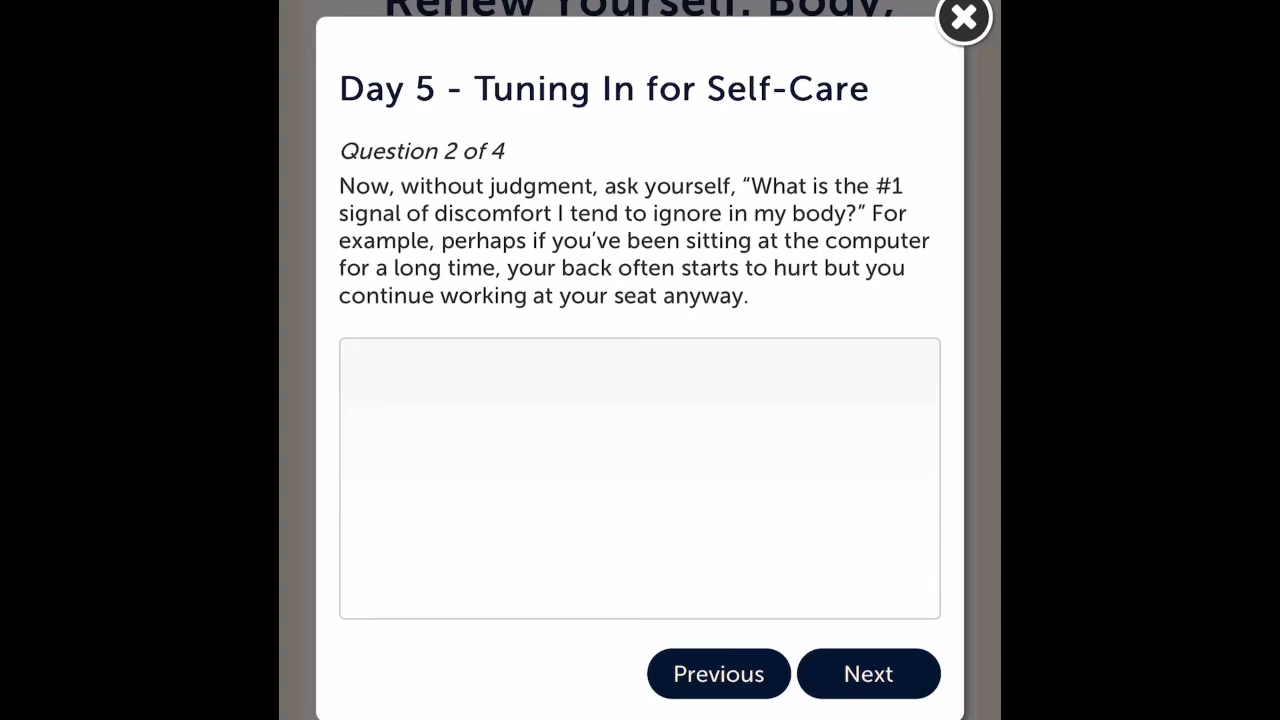 Renew Yourself: Body,
Day 5 - Tuning In for Self-Care
Question 2 of 4
Now, without judgment, ask yourself, “What is the #1
signal of discomfort I tend to ignore in my body?” For
example, perhaps if you’ve been sitting at the computer
for a long time, your back often starts to hurt but you
continue working at your seat anyway.
Previous Next